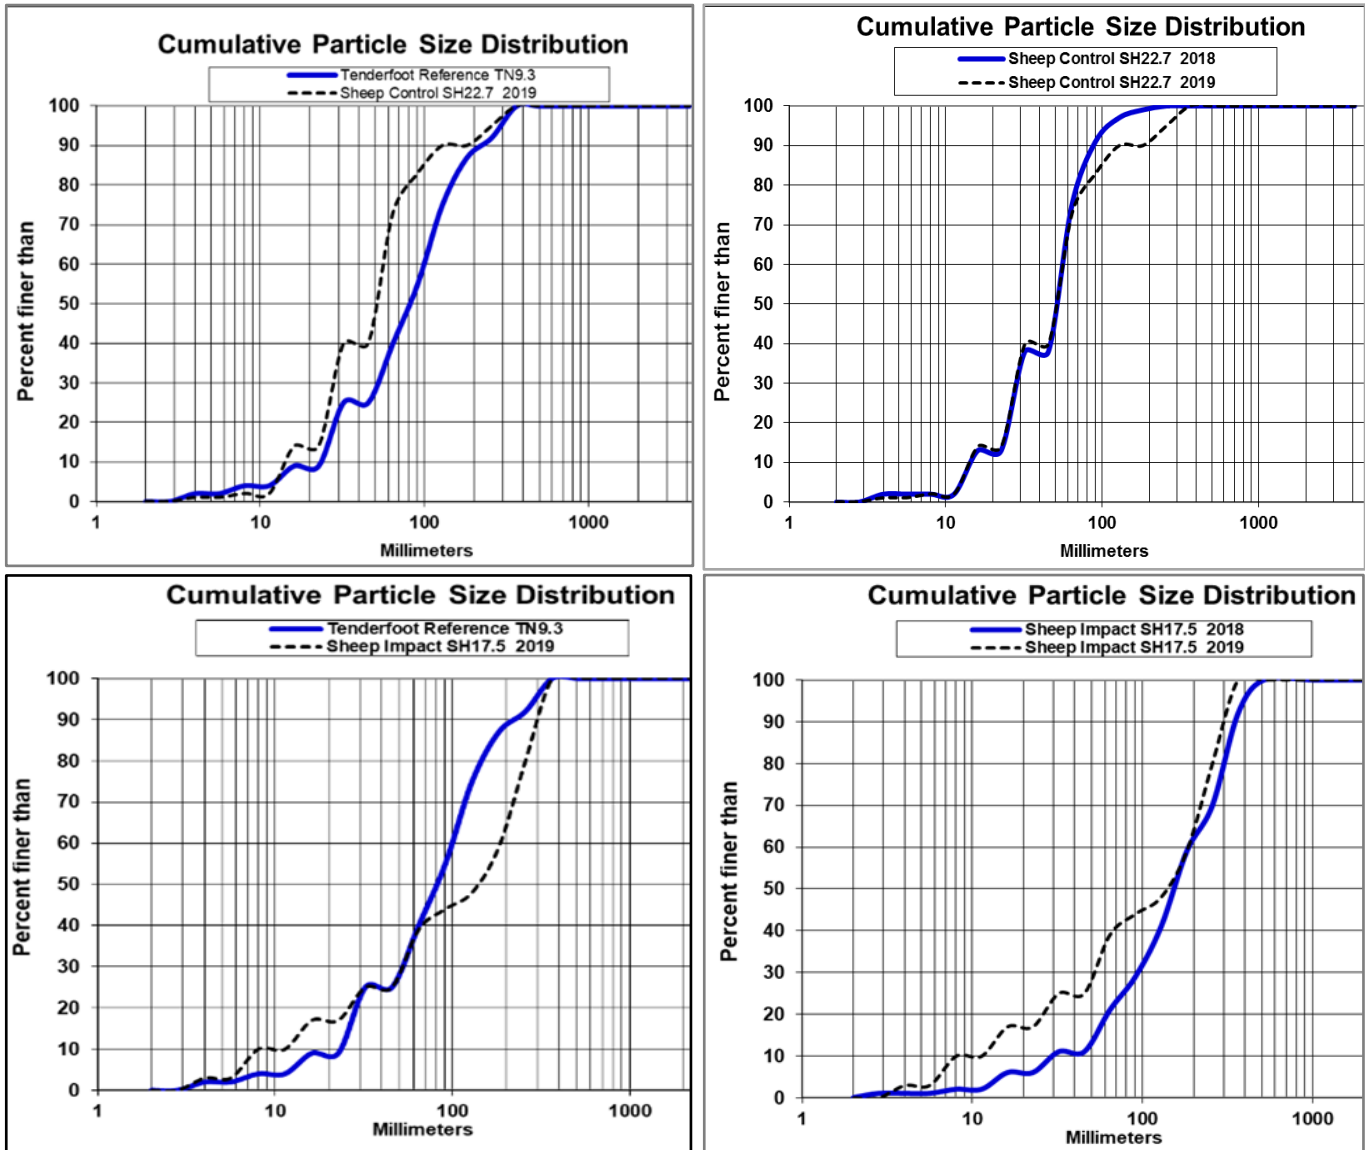 Cumulative Particle Size Distribution
Tenderfoot Reference TN9.3
Sheep Control SH22.7 2019
100
90
80
70
60
50
40
30
20
10
0
Percent finer than
1 10 100 1000
Millimeters
Cumulative Particle Size Distribution
Sheep Control SH22.7 2018
Sheep Control SH22.7 2019
100
90
80
70
60
50
40
30
20
10
0
Percent finer than
1 10 100 1000
Millimeters
Cumulative Particle Size Distribution
Tenderfoot Reference TN9.3
Sheep Impact SH17.5 2019
100
90
80
70
60
50
40
30
20
10
0
Percent finer than
1 10 100 1000
Millimeters
Cumulative Particle Size Distribution
Sheep Impact SH17.5 2018
Sheep Impact SH17.5 2019
100
90
80
70
60
50
40
30
20
10
0
Percent finer than
1 10 100 1000
Millimeters